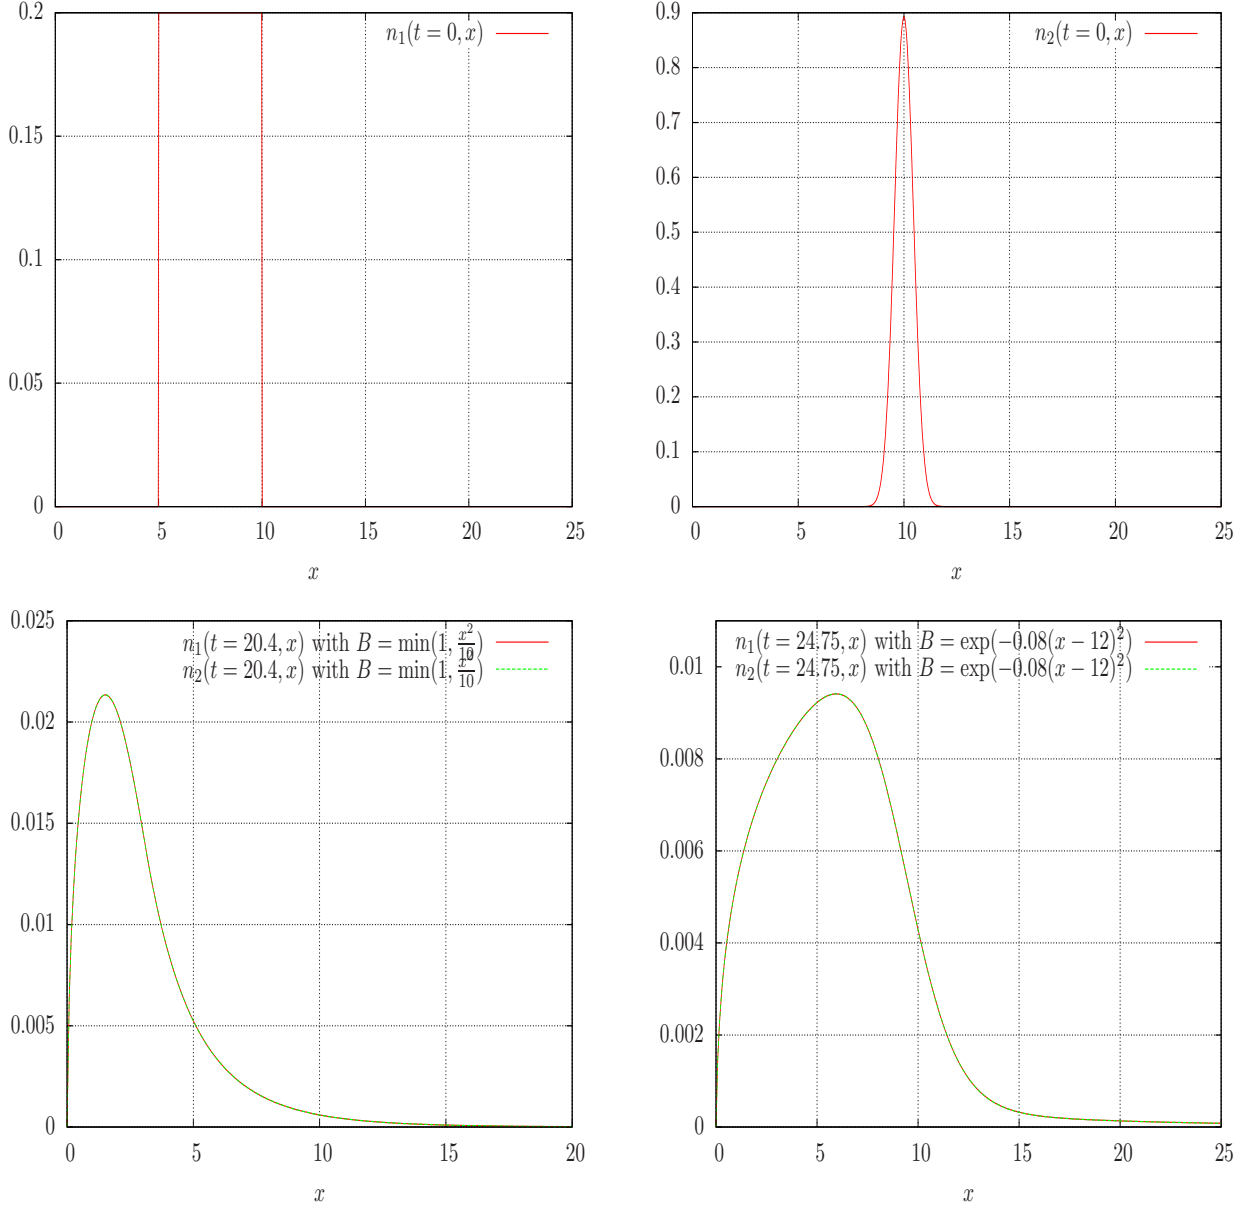 0.2
0.15
0.1
0.05
0
n₁(t = 0, x)
0 5 10 15 20 25
x
0.9
0.8
0.7
0.6
0.5
0.4
0.3
0.2
0.1
0
n₂(t = 0, x)
0 5 10 15 20 25
x
0.025
0.02
0.015
0.01
0.005
0
n₁(t = 20.4, x) with B = min(1, x²/10)
n₂(t = 20.4, x) with B = min(1, x²/10)
0 5 10 15 20
x
0.01
0.008
0.006
0.004
0.002
0
n₁(t = 24.75, x) with B = exp(−0.08(x − 12)²)
n₂(t = 24.75, x) with B = exp(−0.08(x − 12)²)
0 5 10 15 20 25
x